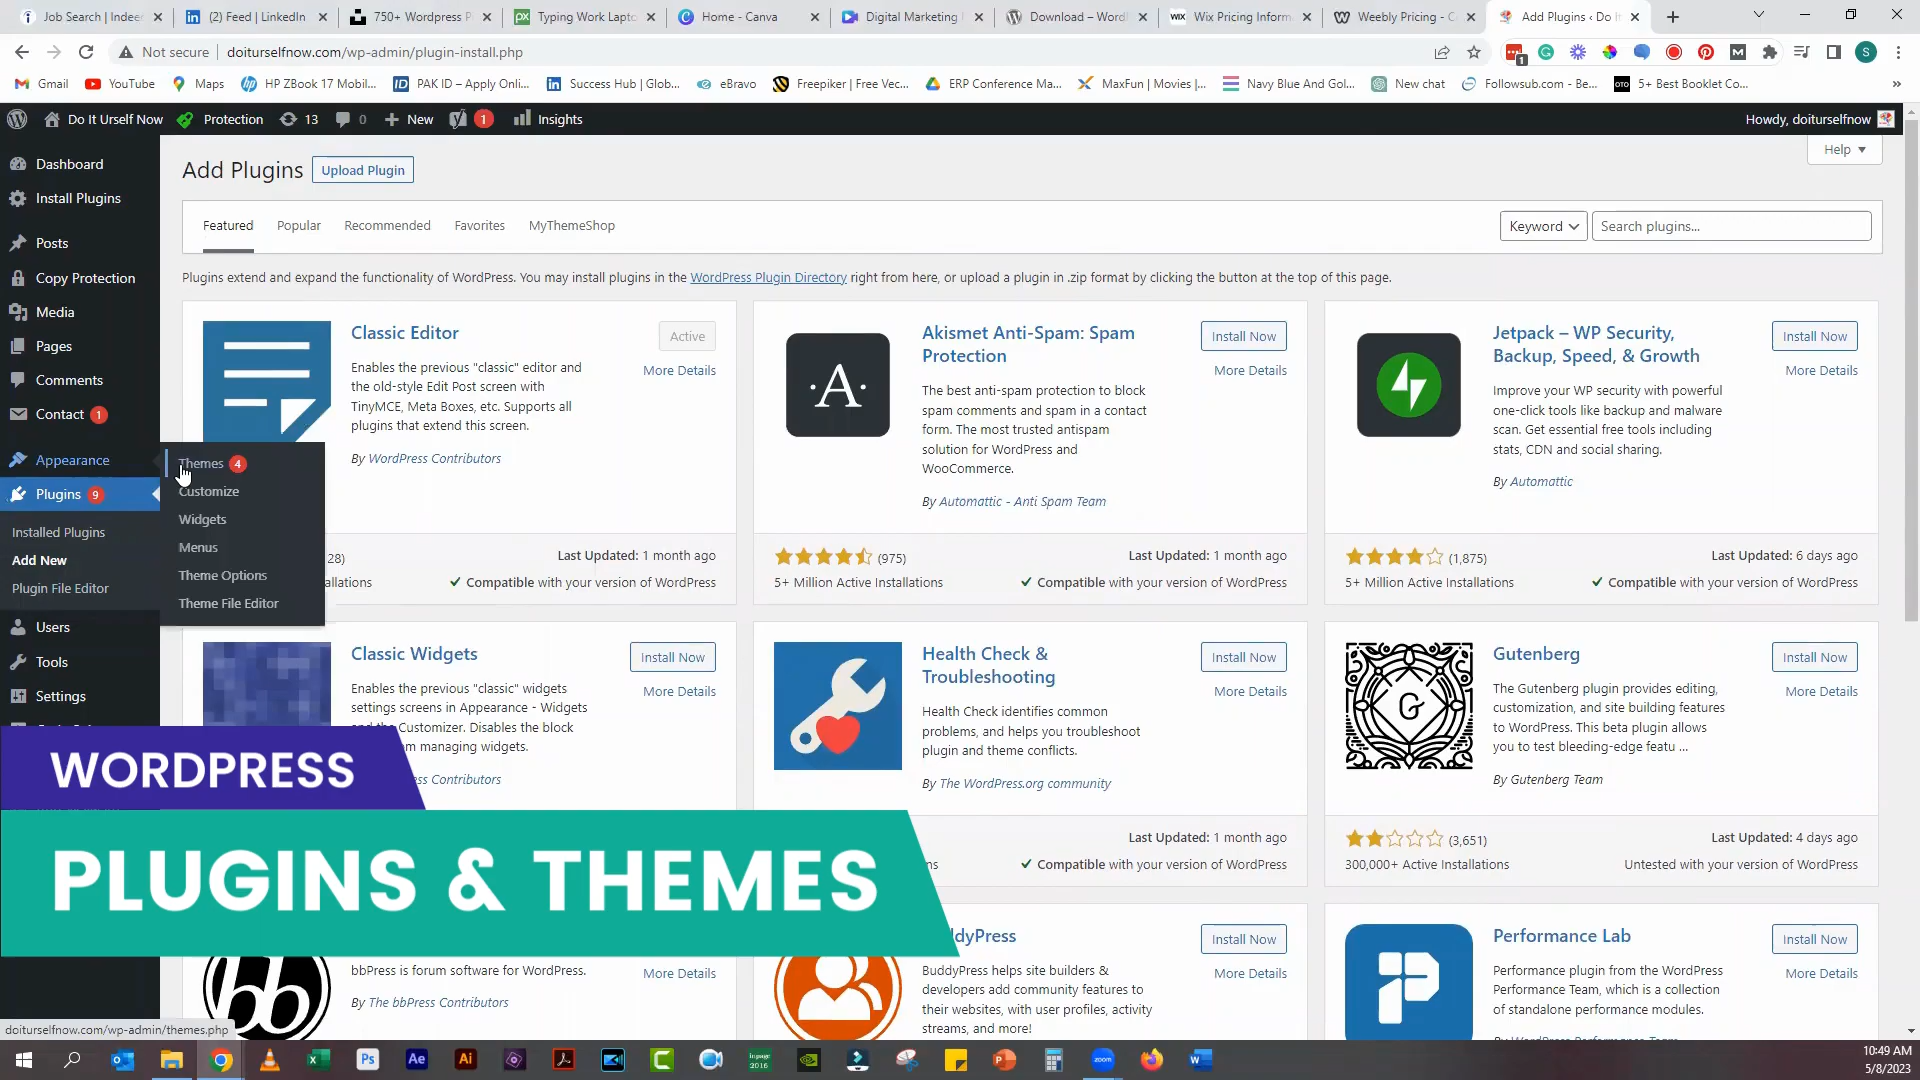 Job Search | Indeed
(2) Feed | LinkedIn
750+ Wordpress P
Typing Work Lapto
Home - Canva
Digital Marketing
Download – Word
WIX
Wix Pricing Inform
Weebly Pricing - C
Add Plugins ‹ Do It
Not secure
doiturselfnow.com/wp-admin/plugin-install.php
1
S
Gmail
YouTube
Maps
HP ZBook 17 Mobil...
PAK ID – Apply Onli...
Success Hub | Glob...
eBravo
Freepiker | Free Vec...
ERP Conference Ma...
MaxFun | Movies |...
Navy Blue And Gol...
New chat
Followsub.com - Be...
5+ Best Booklet Co...
»
Do It Urself Now
Protection
13
0
New
1
Insights
Howdy, doiturselfnow
Dashboard
Install Plugins
Posts
Copy Protection
Media
Pages
Comments
Contact 1
Appearance
Plugins 9
Installed Plugins
Add New
Plugin File Editor
Users
Tools
Settings
Themes 4
Customize
Widgets
Menus
Theme Options
Theme File Editor
Help
Add Plugins
Upload Plugin
Featured
Popular
Recommended
Favorites
MyThemeShop
Keyword
Search plugins...
Plugins extend and expand the functionality of WordPress. You may install plugins in the WordPress Plugin Directory right from here, or upload a plugin in .zip format by clicking the button at the top of this page.
Classic Editor
Active
More Details
Enables the previous "classic" editor and
the old-style Edit Post screen with
TinyMCE, Meta Boxes, etc. Supports all
plugins that extend this screen.
By WordPress Contributors
28)
Last Updated: 1 month ago
allations
Compatible with your version of WordPress
·A·
Akismet Anti-Spam: Spam
Protection
Install Now
More Details
The best anti-spam protection to block
spam comments and spam in a contact
form. The most trusted antispam
solution for WordPress and
WooCommerce.
By Automattic - Anti Spam Team
(975)
Last Updated: 1 month ago
5+ Million Active Installations
Compatible with your version of WordPress
Jetpack – WP Security,
Backup, Speed, & Growth
Install Now
More Details
Improve your WP security with powerful
one-click tools like backup and malware
scan. Get essential free tools including
stats, CDN and social sharing.
By Automattic
(1,875)
Last Updated: 6 days ago
5+ Million Active Installations
Compatible with your version of WordPress
Classic Widgets
Install Now
More Details
Enables the previous "classic" widgets
settings screens in Appearance - Widgets
and the Customizer. Disables the block
om managing widgets.
ess Contributors
Health Check &
Troubleshooting
Install Now
More Details
Health Check identifies common
problems, and helps you troubleshoot
plugin and theme conflicts.
By The WordPress.org community
Last Updated: 1 month ago
ns
Compatible with your version of WordPress
G
Gutenberg
Install Now
More Details
The Gutenberg plugin provides editing,
customization, and site building features
to WordPress. This beta plugin allows
you to test bleeding-edge featu ...
By Gutenberg Team
(3,651)
Last Updated: 4 days ago
300,000+ Active Installations
Untested with your version of WordPress
WORDPRESS
PLUGINS & THEMES
bb
bbPress is forum software for WordPress.
More Details
By The bbPress Contributors
dyPress
Install Now
More Details
BuddyPress helps site builders &
developers add community features to
their websites, with user profiles, activity
streams, and more!
Performance Lab
Install Now
More Details
Performance plugin from the WordPress
Performance Team, which is a collection
of standalone performance modules.
doiturselfnow.com/wp-admin/themes.php
Ps
Ae
Ai
2016
zoom
10:49 AM
5/8/2023